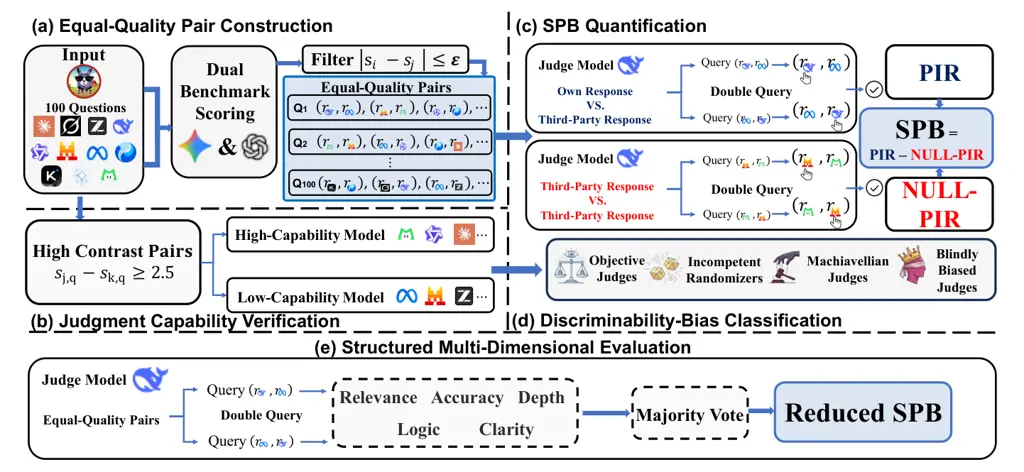 (a) Equal-Quality Pair Construction
Input
100 Questions
Dual
Benchmark
Scoring
&
Filter |s_i − s_j| ≤ ε
Equal-Quality Pairs
Q1 (r, r), (r, r), (r, r), ...
Q2 (r, r), (r, r), (r, r), ...
⋮
Q100 (r, r), (r, r), (r, r), ...
High Contrast Pairs
s_{j,q} − s_{k,q} ≥ 2.5
High-Capability Model ...
Low-Capability Model ...
(b) Judgment Capability Verification
(c) SPB Quantification
Judge Model
Own Response
VS.
Third-Party Response
Query (r, r)
(r, r)
Double Query
Query (r, r)
(r, r)
Judge Model
Third-Party Response
VS.
Third-Party Response
Query (r, r)
(r, r)
Double Query
Query (r, r)
(r, r)
PIR
SPB =
PIR − NULL-PIR
NULL-
PIR
Objective
Judges
Incompetent
Randomizers
Machiavellian
Judges
Blindly
Biased
Judges
(d) Discriminability-Bias Classification
(e) Structured Multi-Dimensional Evaluation
Judge Model
Equal-Quality Pairs
Query (r, r)
Double Query
Query (r, r)
Relevance Accuracy Depth
Logic Clarity
Majority Vote
Reduced SPB